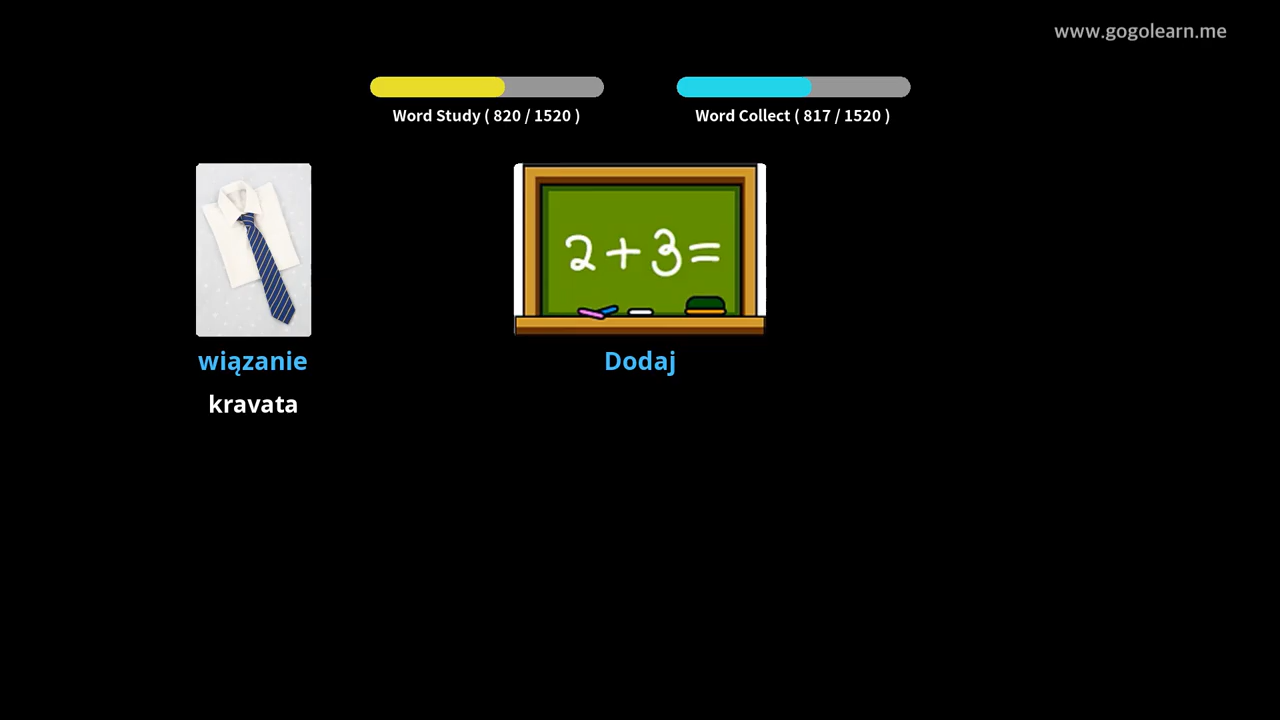 www.gogolearn.me
Word Study ( 820 / 1520 )
Word Collect ( 817 / 1520 )
2+3=
wiązanie
Dodaj
kravata